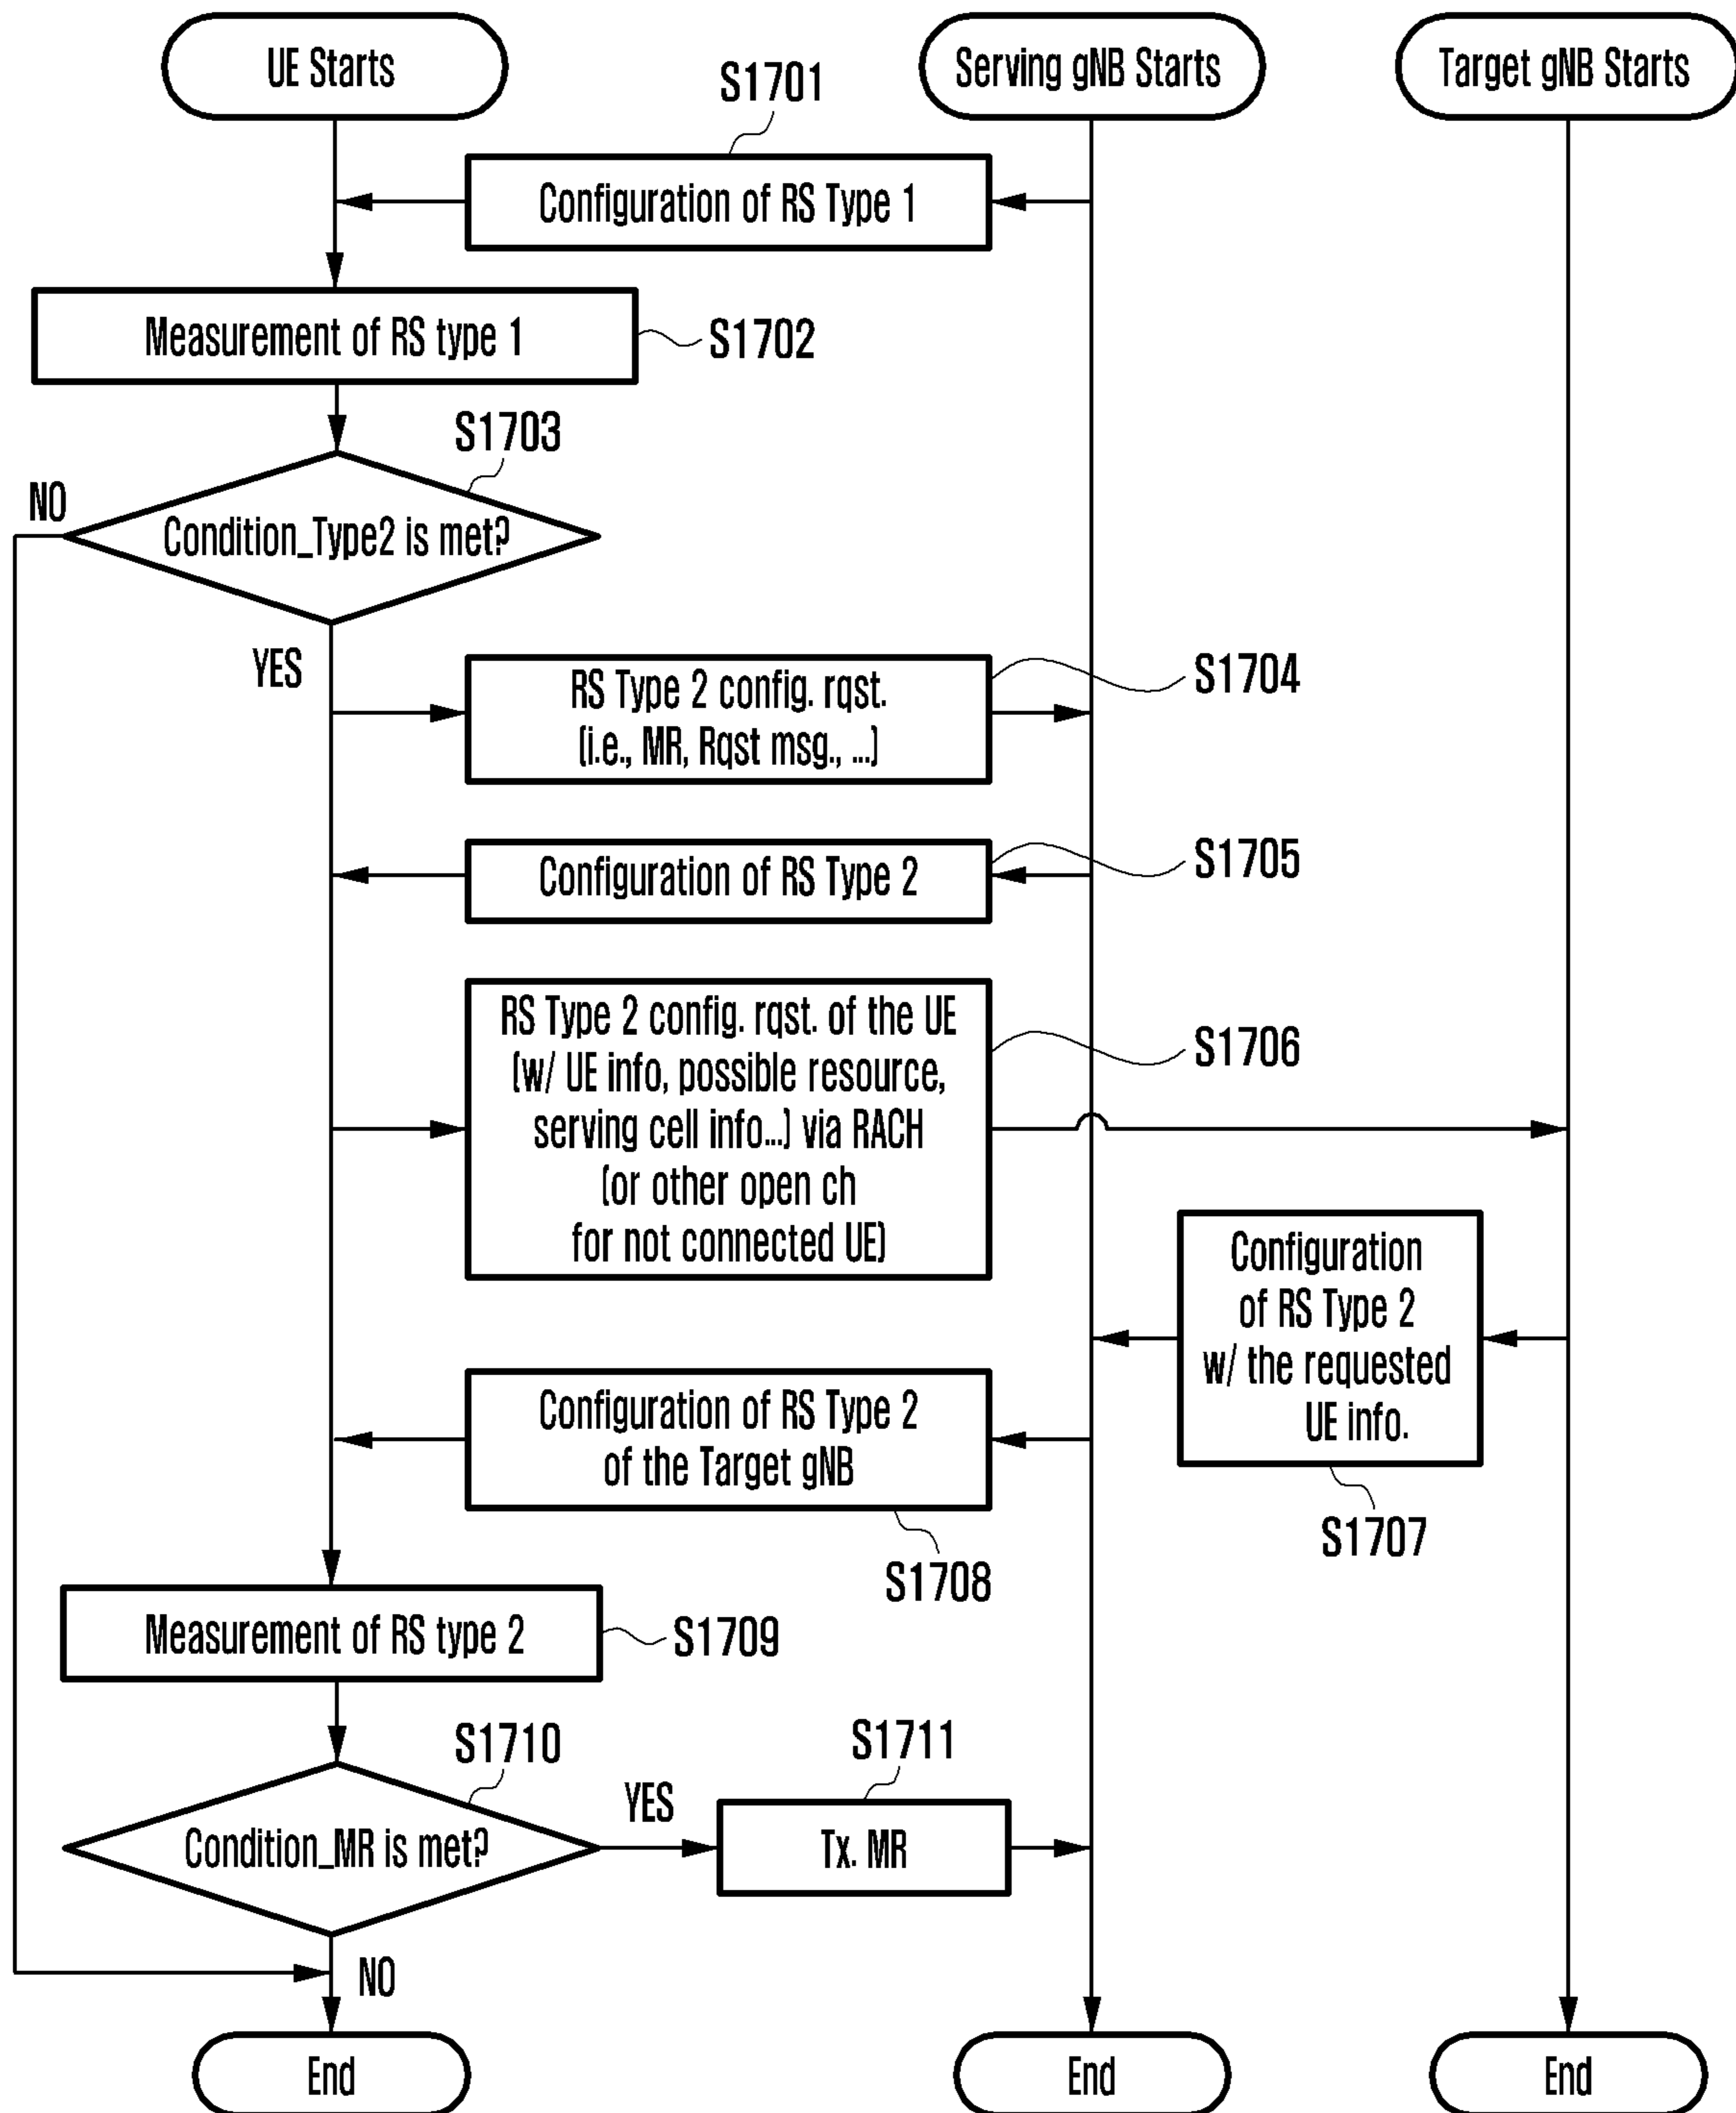 UE Starts
Serving gNB Starts
Target gNB Starts
S1701
Configuration of RS Type 1
Measurement of RS type 1
S1702
S1703
NO
Condition_Type2 is met?
YES
RS Type 2 config. rqst.
(i.e., MR, Rqst msg., ...)
S1704
Configuration of RS Type 2
S1705
RS Type 2 config. rqst. of the UE
(w/ UE info, possible resource,
serving cell info...) via RACH
(or other open ch
for not connected UE)
S1706
Configuration
of RS Type 2
w/ the requested
UE info.
S1707
Configuration of RS Type 2
of the Target gNB
S1708
Measurement of RS type 2
S1709
S1710
Condition_MR is met?
YES
S1711
Tx. MR
NO
End
End
End